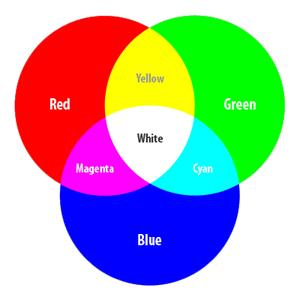 Yellow
Red
Green
White
Magenta
Cyan
Blue